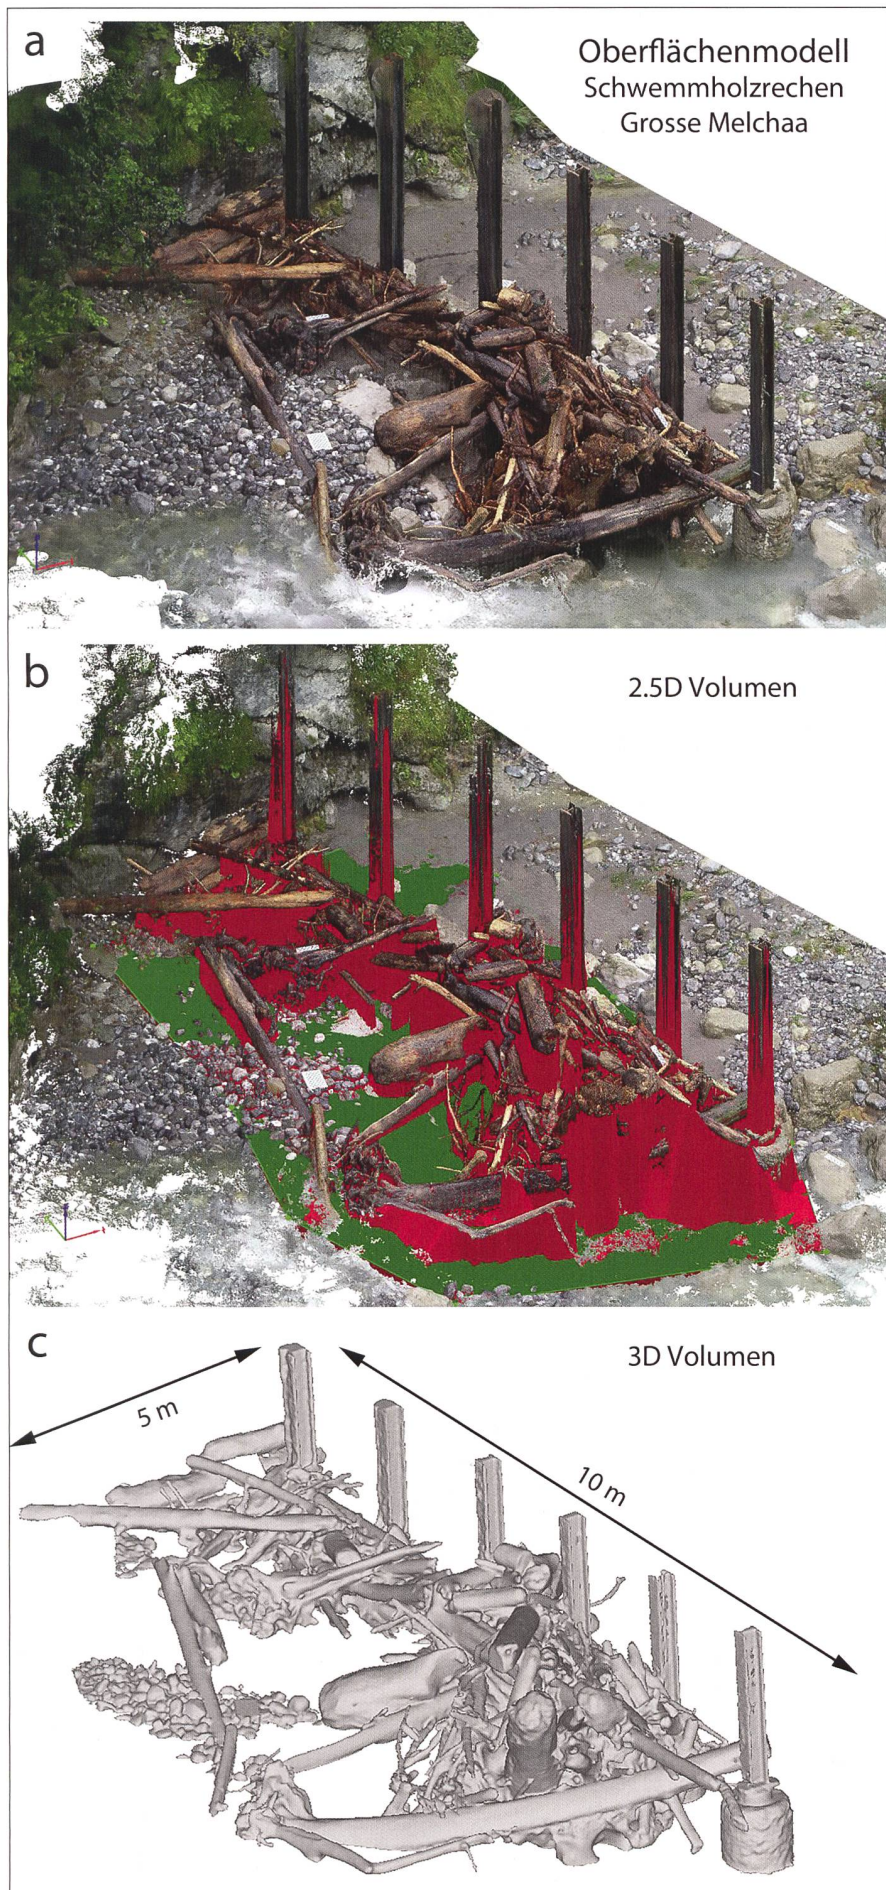 a
Oberflächenmodell
Schwemmholzrechen
Grosse Melchaa
b
2.5D Volumen
c
3D Volumen
5 m
10 m